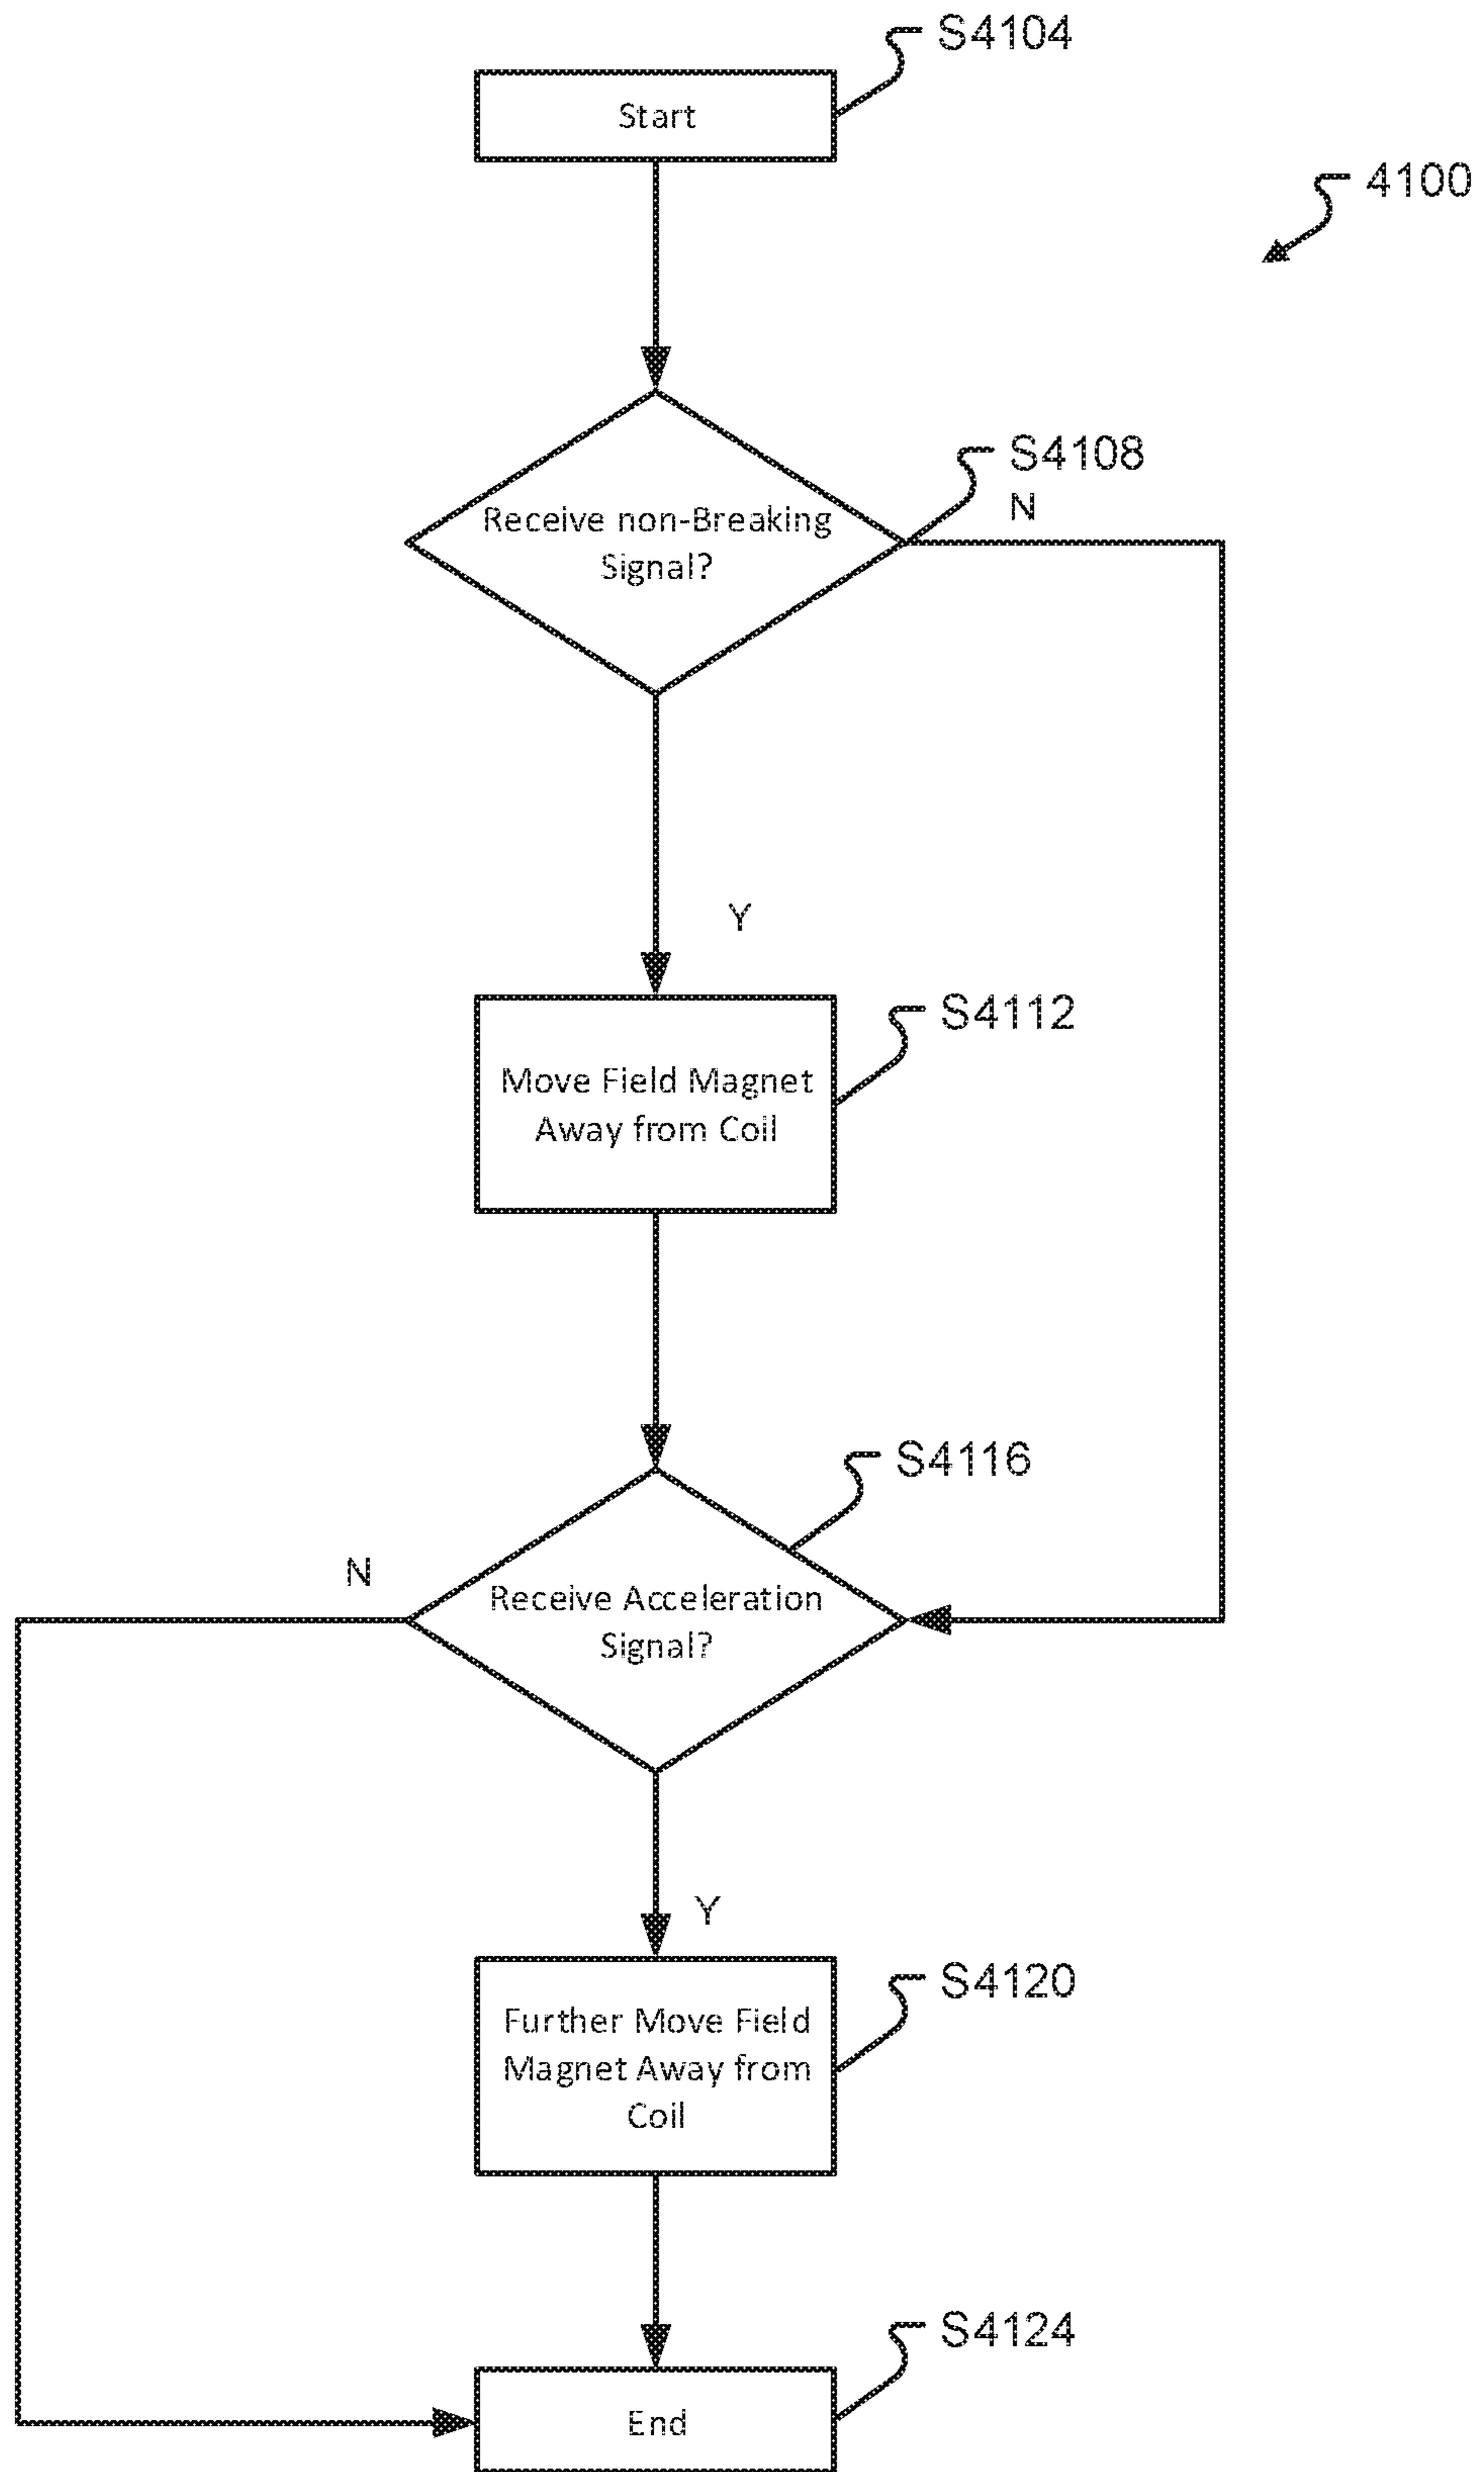 S4104
Start
4100
S4108
N
Receive non-Breaking
Signal?
Y
S4112
Move Field Magnet
Away from Coil
S4116
N
Receive Acceleration
Signal?
Y
S4120
Further Move Field
Magnet Away from
Coil
S4124
End